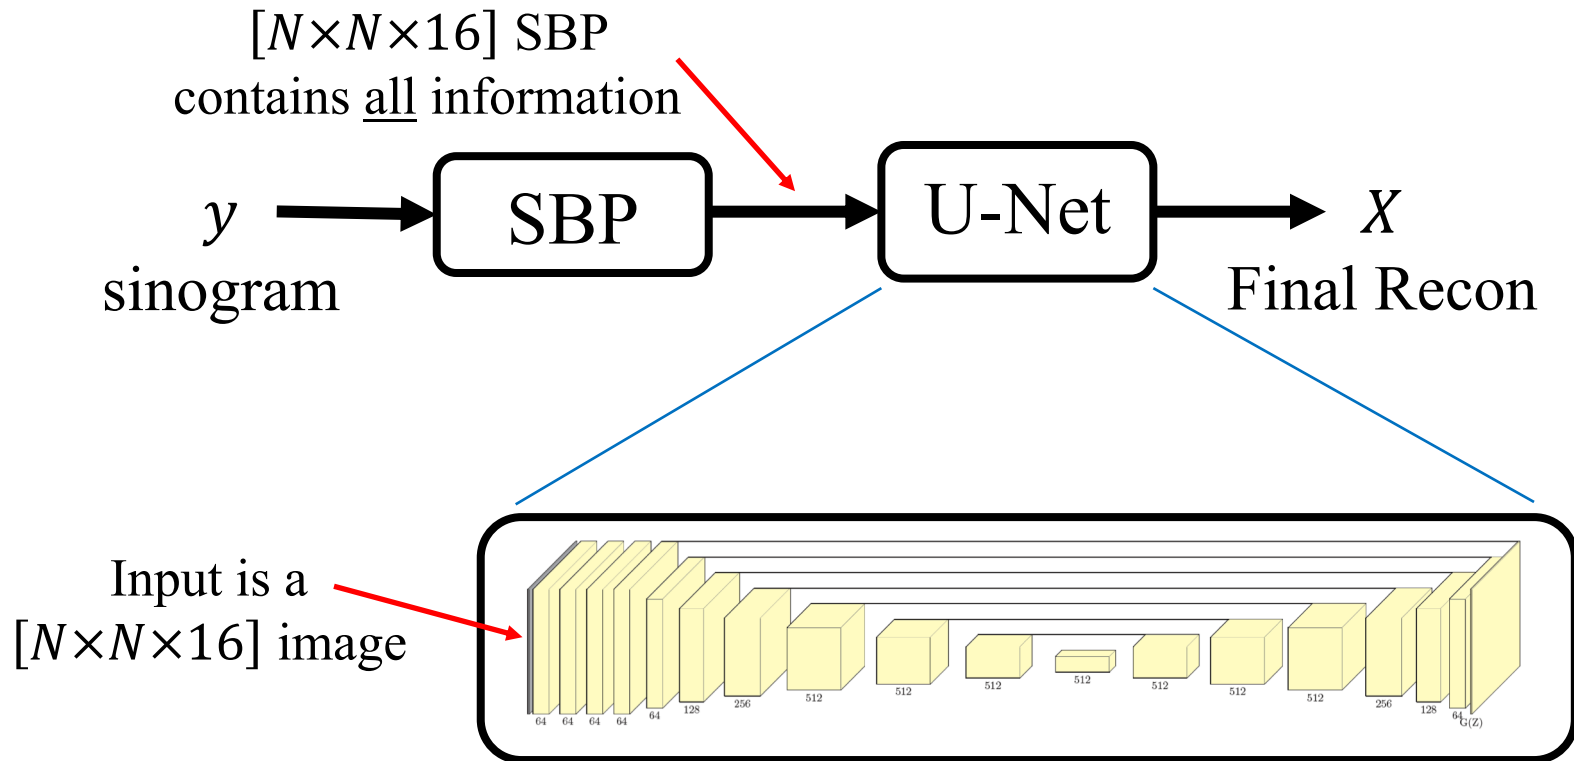 [N×N×16] SBP
contains all information
y
sinogram
SBP
U-Net
X
Final Recon
Input is a
[N×N×16] image
64
64
64
64
64
128
256
512
512
512
512
512
512
512
256
128
64
G(Z)